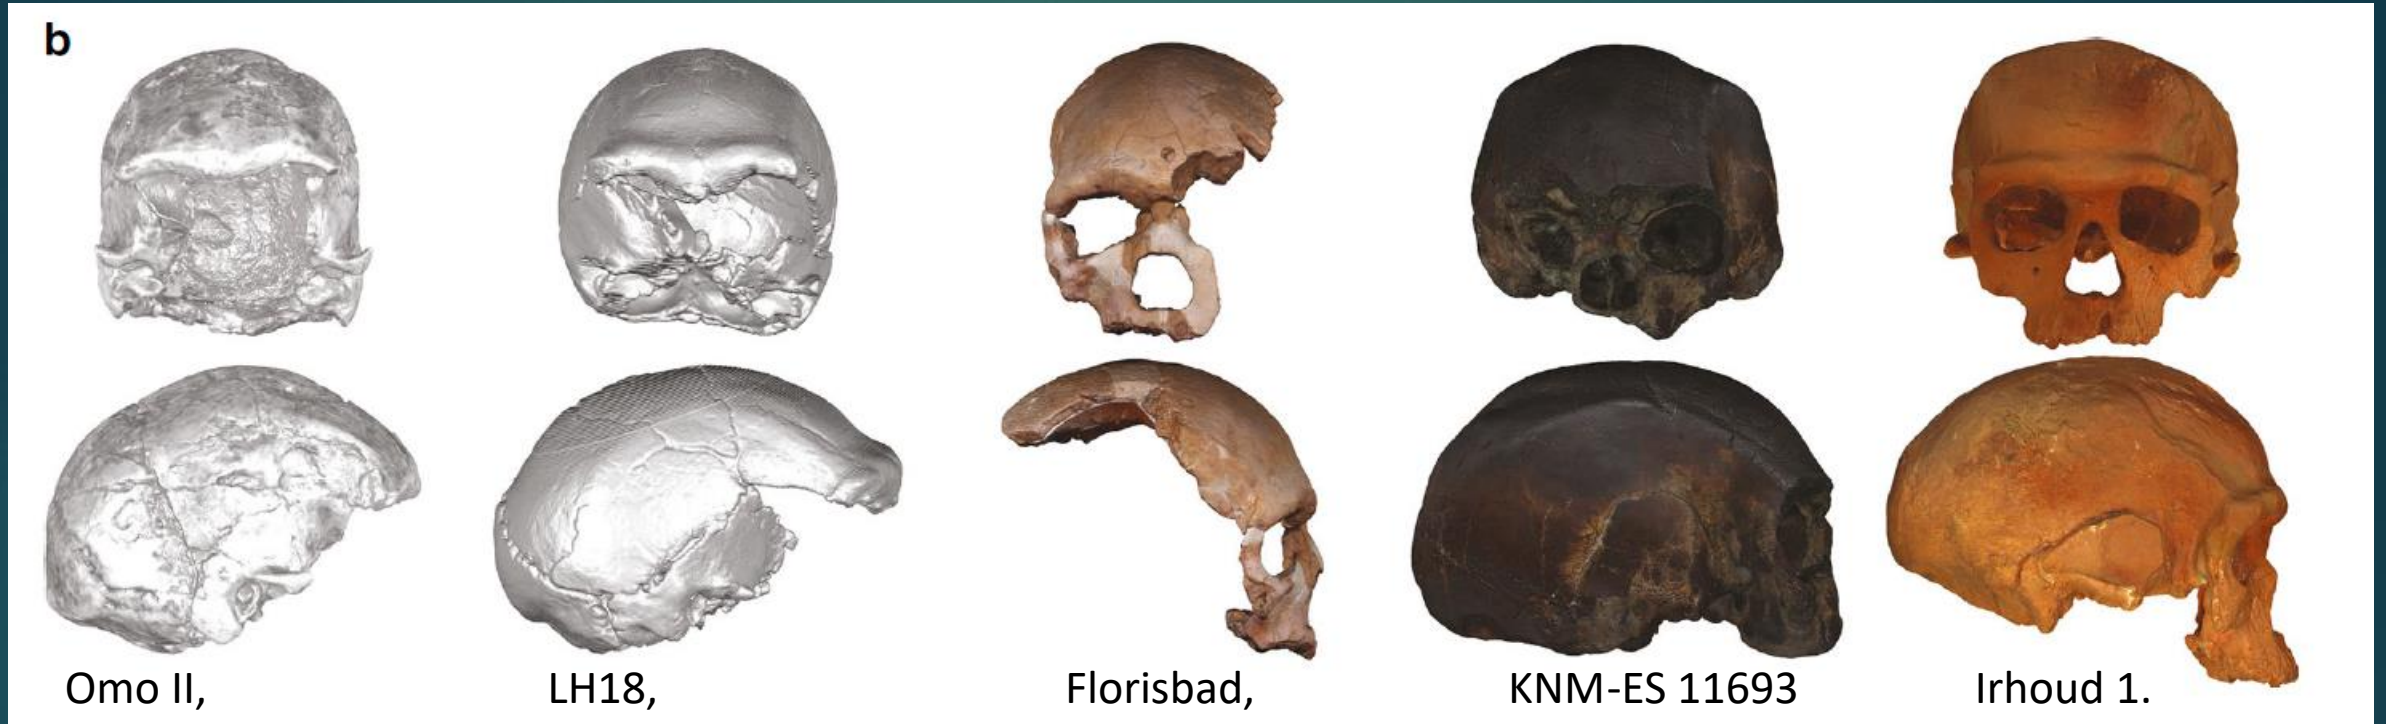 b
Omo II,
LH18,
Florisbad,
KNM-ES 11693
Irhoud 1.